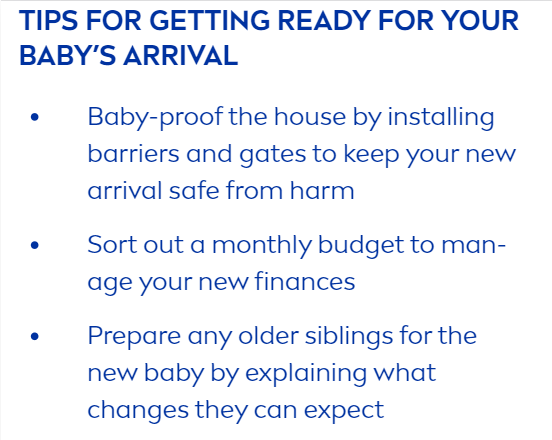 TIPS FOR GETTING READY FOR YOUR
BABY’S ARRIVAL
• Baby-proof the house by installing
barriers and gates to keep your new
arrival safe from harm
• Sort out a monthly budget to man-
age your new finances
• Prepare any older siblings for the
new baby by explaining what
changes they can expect